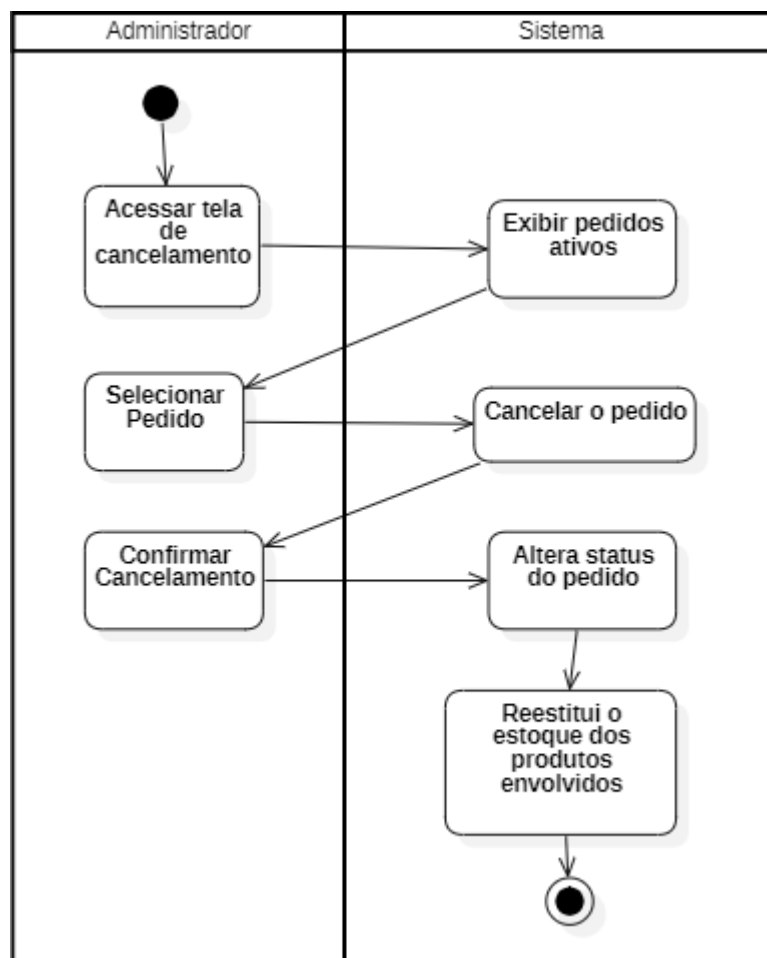 Administrador
Sistema
Acessar tela
de
cancelamento
Exibir pedidos
ativos
Selecionar
Pedido
Cancelar o pedido
Confirmar
Cancelamento
Altera status
do pedido
Reestitui o
estoque dos
produtos
envolvidos